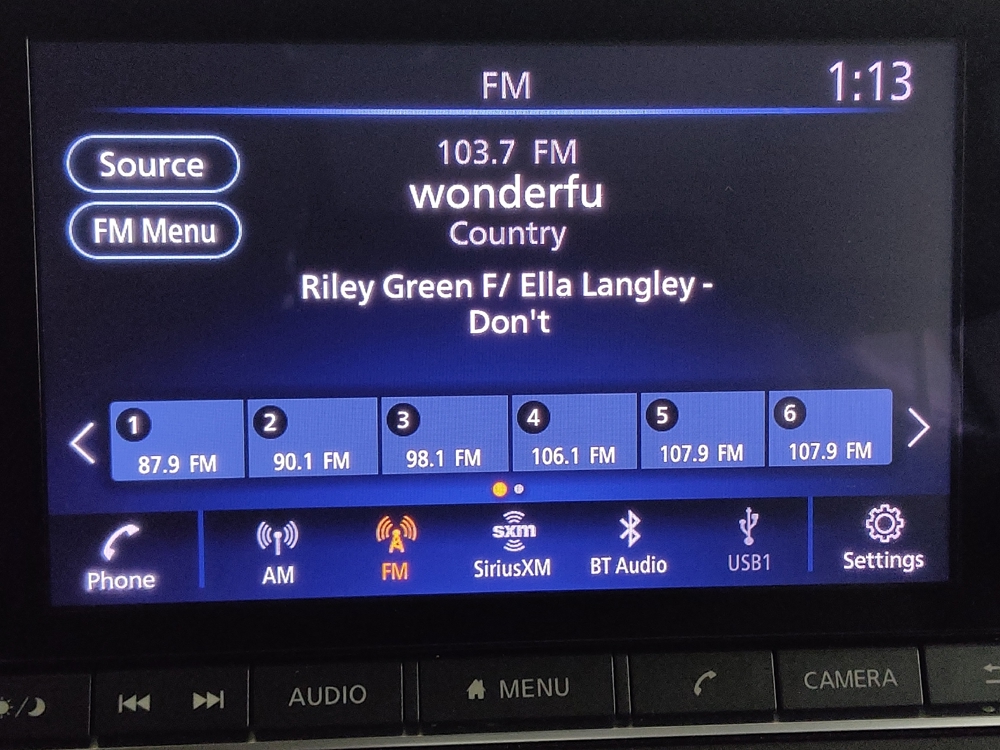 FM
1:13
Source
103.7 FM
wonderfu
FM Menu
Country
Riley Green F/ Ella Langley -
Don't
1
2
3
4
5
6
87.9 FM
90.1 FM
98.1 FM
106.1 FM
107.9 FM
107.9 FM
Phone
AM
FM
sxm
SiriusXM
BT Audio
USB1
Settings
AUDIO
MENU
CAMERA